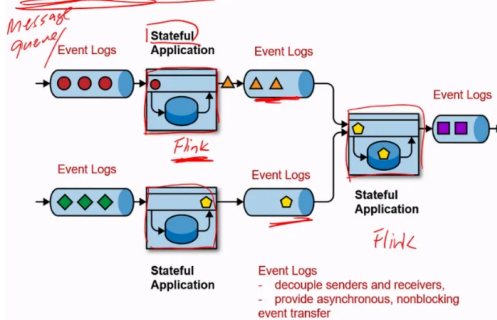 Message
queue
Event Logs
Stateful
Application
Event Logs
Event Logs
Flink
Event Logs
Event Logs
Stateful
Application
Flink
Stateful
Application
Event Logs
- decouple senders and receivers,
- provide asynchronous, nonblocking
event transfer